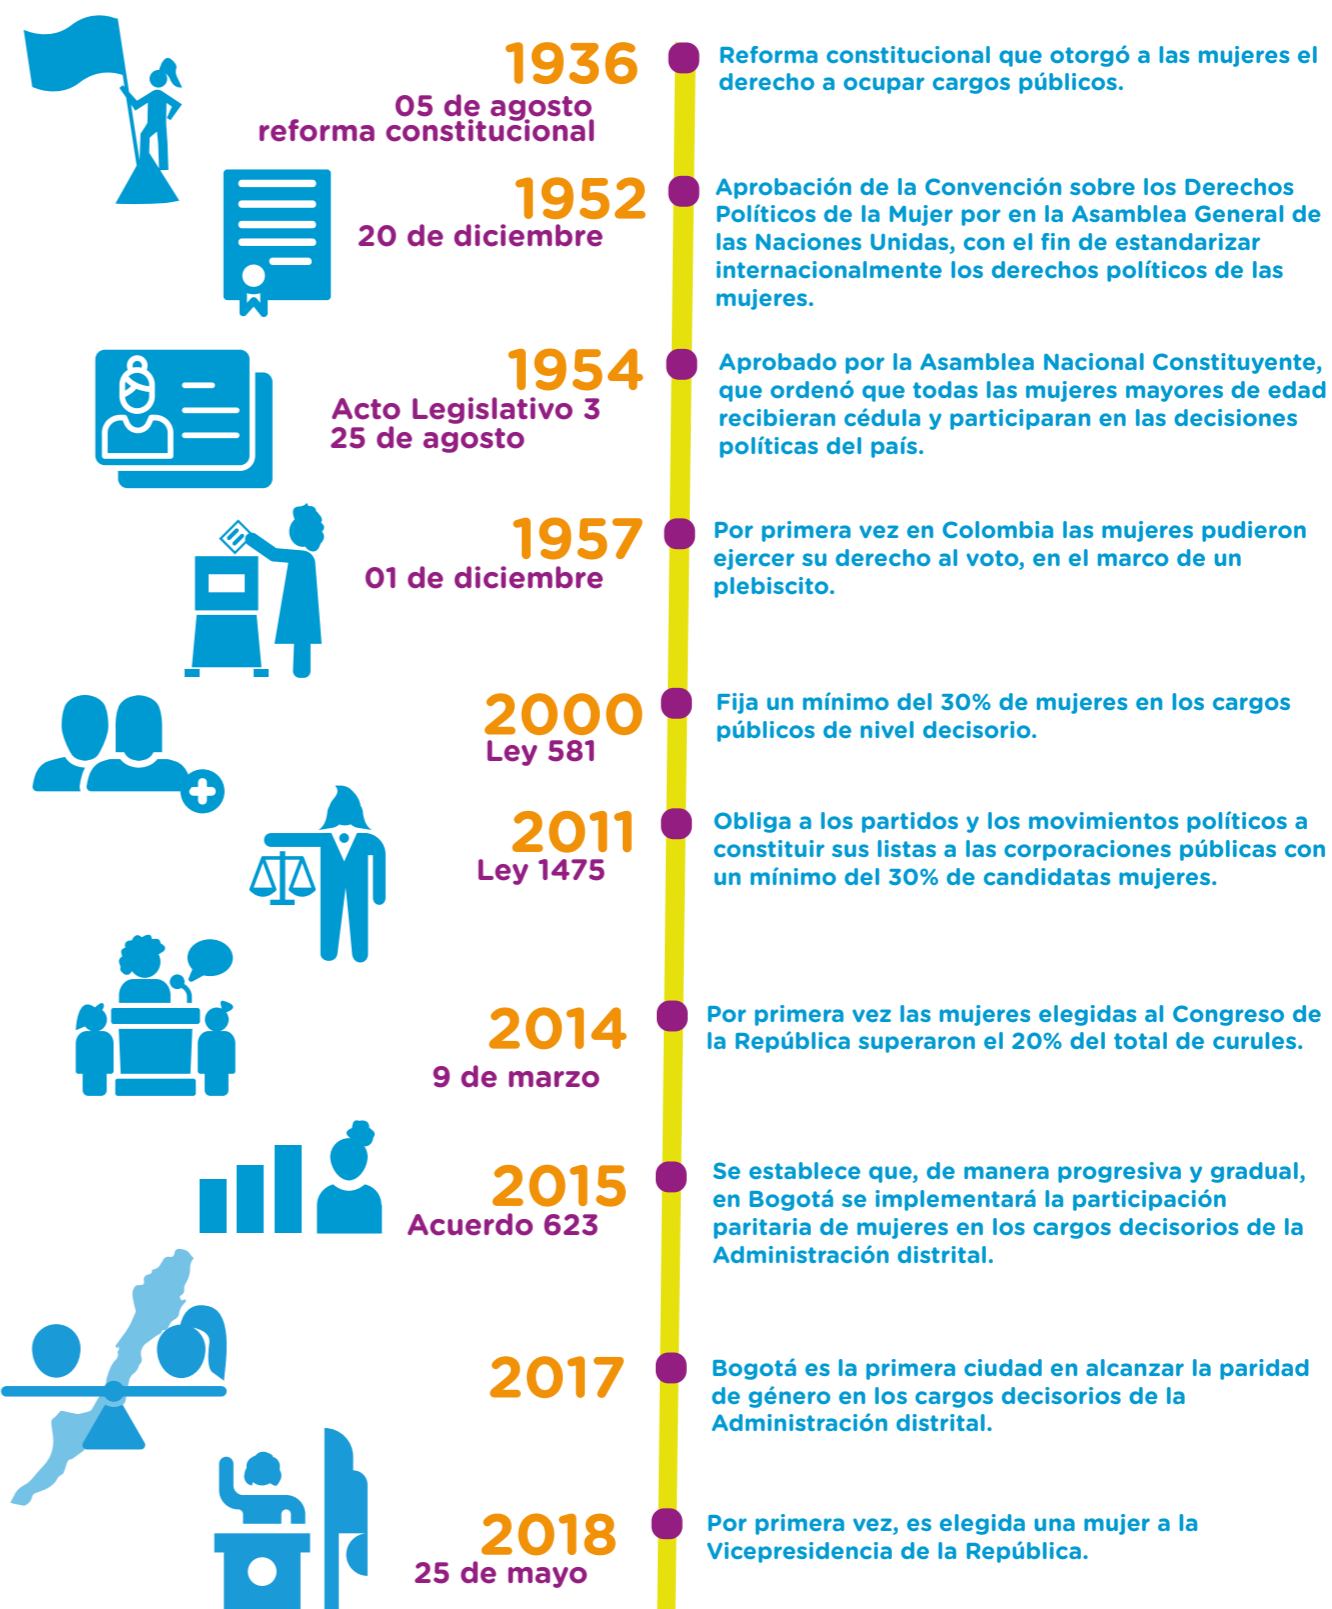 1936
05 de agosto
reforma constitucional
Reforma constitucional que otorgó a las mujeres el
derecho a ocupar cargos públicos.
1952
20 de diciembre
Aprobación de la Convención sobre los Derechos
Políticos de la Mujer por en la Asamblea General de
las Naciones Unidas, con el fin de estandarizar
internacionalmente los derechos políticos de las
mujeres.
1954
Acto Legislativo 3
25 de agosto
Aprobado por la Asamblea Nacional Constituyente,
que ordenó que todas las mujeres mayores de edad
recibieran cédula y participaran en las decisiones
políticas del país.
1957
01 de diciembre
Por primera vez en Colombia las mujeres pudieron
ejercer su derecho al voto, en el marco de un
plebiscito.
2000
Ley 581
Fija un mínimo del 30% de mujeres en los cargos
públicos de nivel decisorio.
2011
Ley 1475
Obliga a los partidos y los movimientos políticos a
constituir sus listas a las corporaciones públicas con
un mínimo del 30% de candidatas mujeres.
2014
9 de marzo
Por primera vez las mujeres elegidas al Congreso de
la República superaron el 20% del total de curules.
2015
Acuerdo 623
Se establece que, de manera progresiva y gradual,
en Bogotá se implementará la participación
paritaria de mujeres en los cargos decisorios de la
Administración distrital.
2017
Bogotá es la primera ciudad en alcanzar la paridad
de género en los cargos decisorios de la
Administración distrital.
2018
25 de mayo
Por primera vez, es elegida una mujer a la
Vicepresidencia de la República.